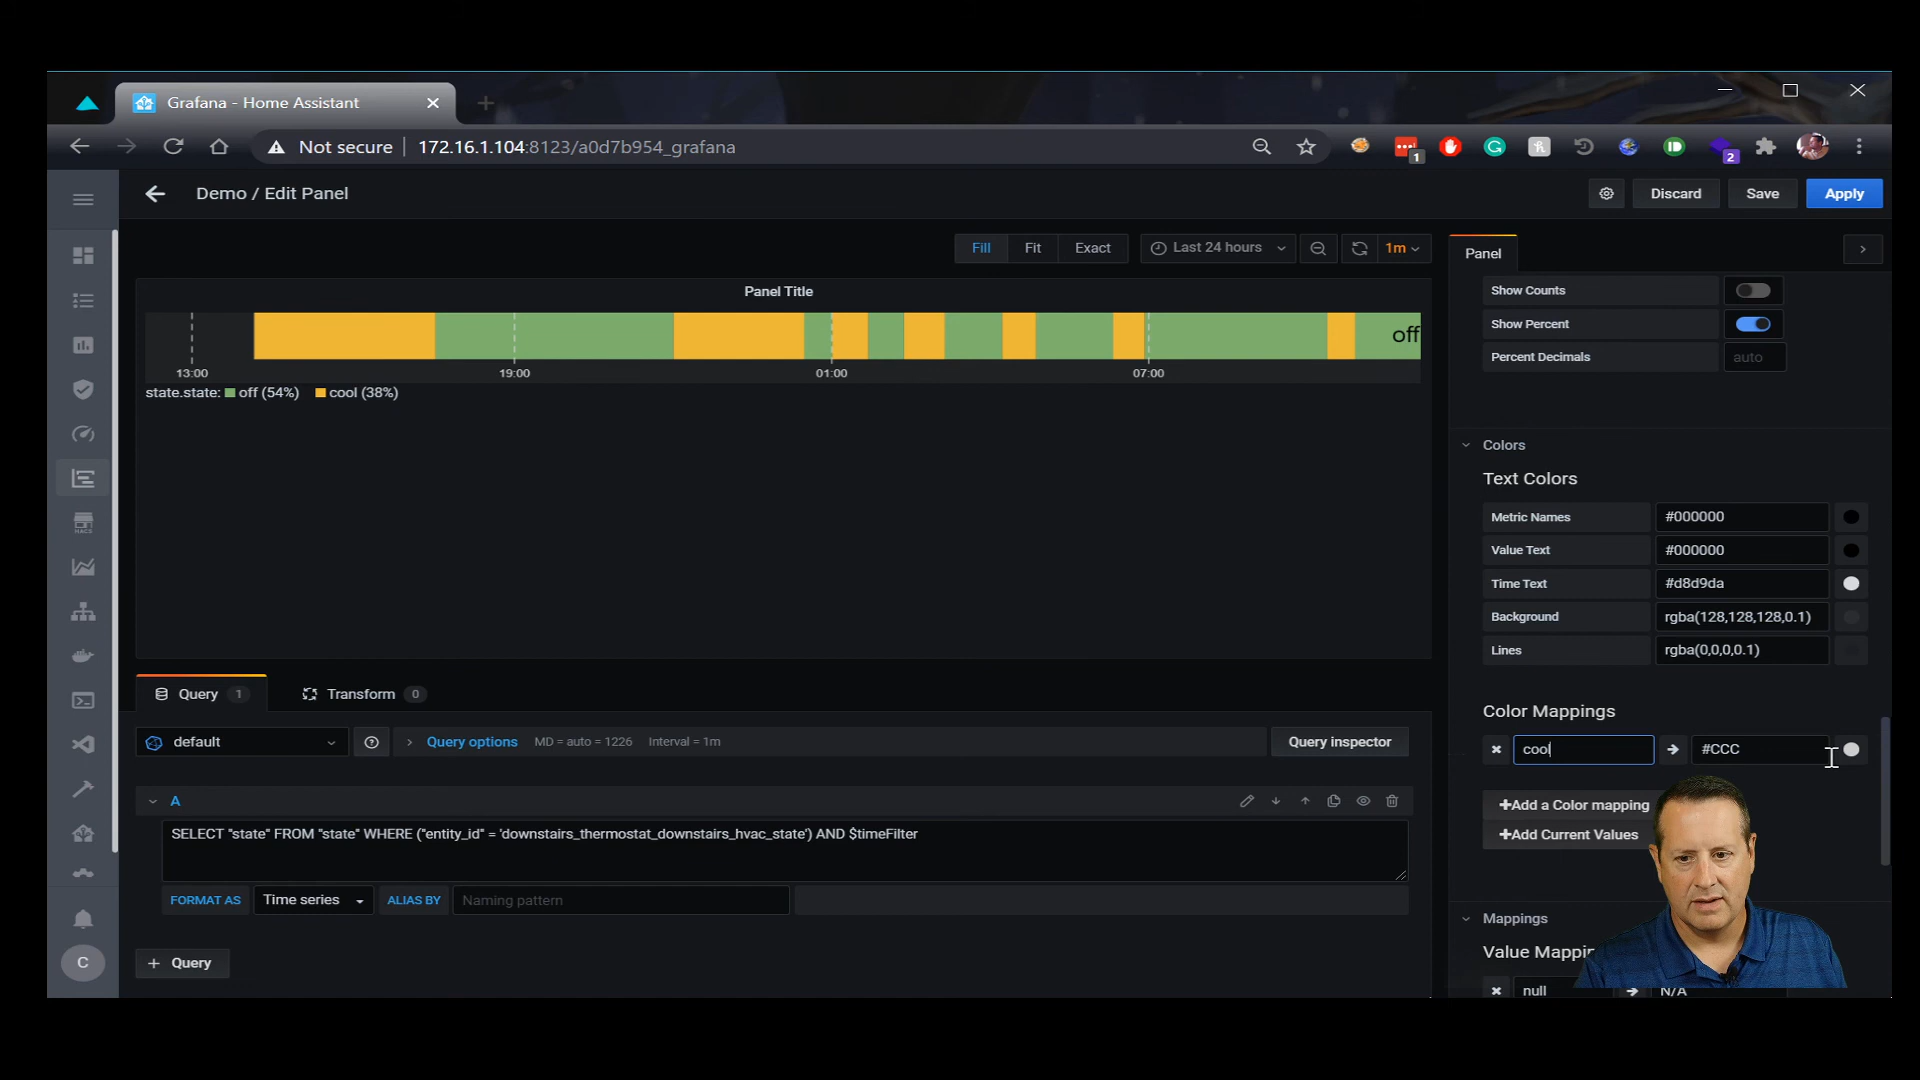 Grafana - Home Assistant
Not secure 172.16.1.104:8123/a0d7b954_grafana
1
2
Demo / Edit Panel
Discard
Save
Apply
Fill
Fit
Exact
Last 24 hours
1m
Panel
Panel Title
off
13:00
19:00
01:00
07:00
state.state: off (54%) cool (38%)
Show Counts
Show Percent
Percent Decimals auto
Colors
Text Colors
Metric Names #000000
Value Text #000000
Time Text #d8d9da
Background rgba(128,128,128,0.1)
Lines rgba(0,0,0,0.1)
Color Mappings
cool #CCC
+Add a Color mapping
+Add Current Values
Mappings
Value Mappin
null N/A
HACS
Query 1
Transform 0
default
Query options MD = auto = 1226 Interval = 1m
Query inspector
A
SELECT "state" FROM "state" WHERE ("entity_id" = 'downstairs_thermostat_downstairs_hvac_state') AND $timeFilter
FORMAT AS Time series ALIAS BY Naming pattern
+ Query
C